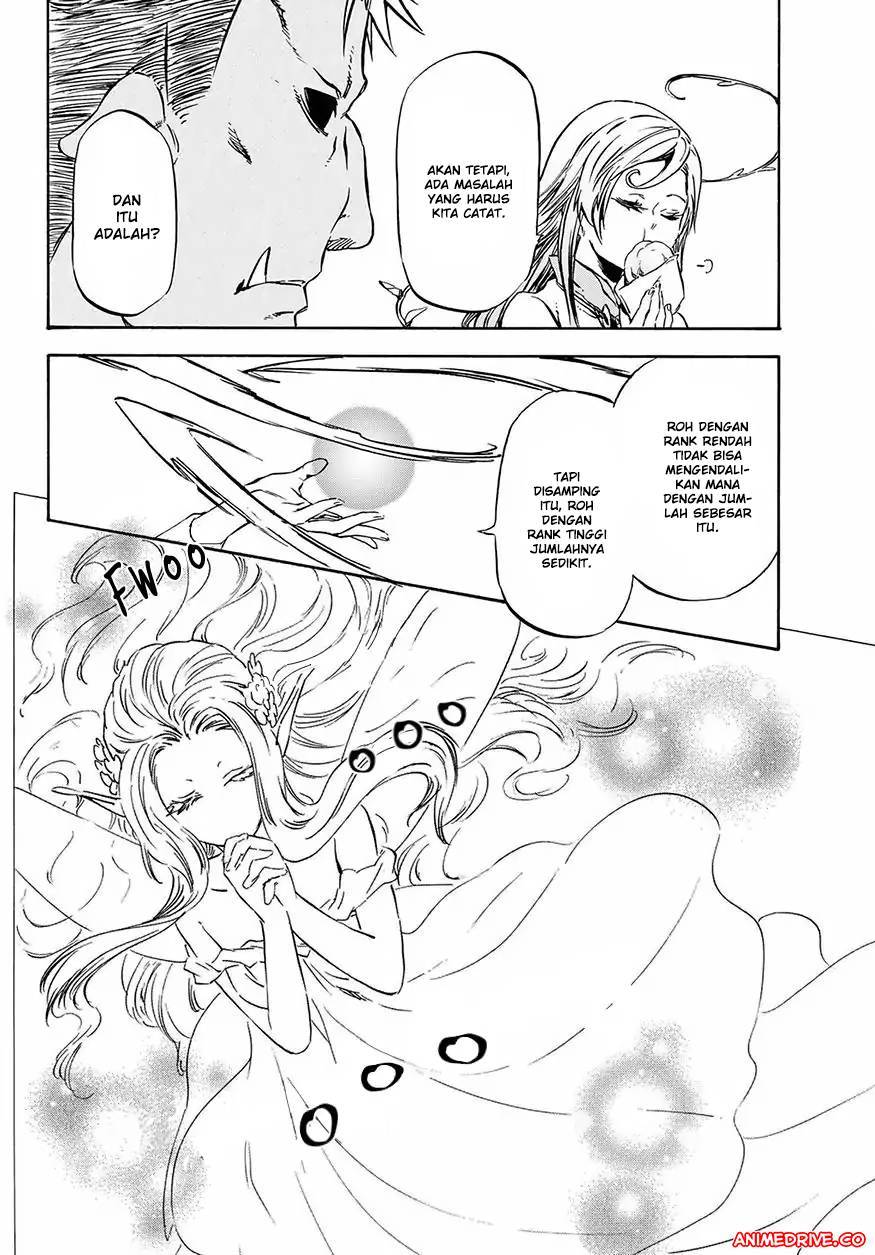 AKAN TETAPI,
ADA MASALAH
YANG HARUS
KITA CATAT.
DAN
ITU
ADALAH?
ROH DENGAN
RANK RENDAH
TIDAK BISA
MENGENDALI-
KAN MANA
DENGAN JUM-
LAH SEBESAR
ITU.
TAPI
DISAMPING
ITU, ROH
DENGAN
RANK TINGGI
JUMLAHNYA
SEDIKIT.
FWOO
ANIMEDRIVE.CO